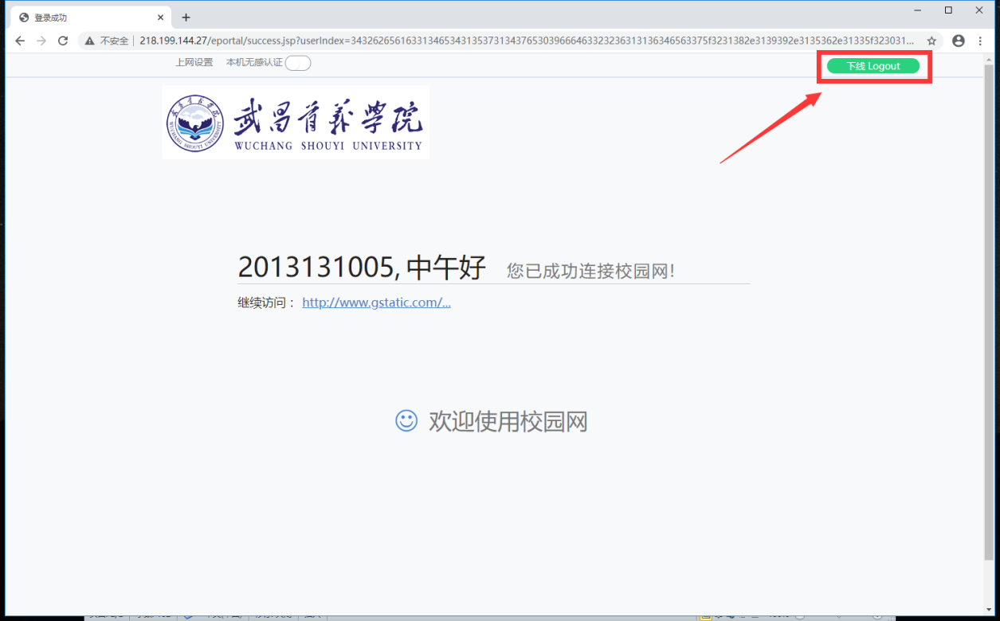 登录成功
不安全 | 218.199.144.27/eportal/success.jsp?userIndex=34326265616331346534313537313437653039666463323236313136346563375f3231382e3139392e3135362e31335f323031...
上网设置 本机无感认证
下线 Logout
武昌首义学院
WUCHANG SHOUYI UNIVERSITY
2013131005, 中午好 您已成功连接校园网!
继续访问： http://www.gstatic.com/...
欢迎使用校园网